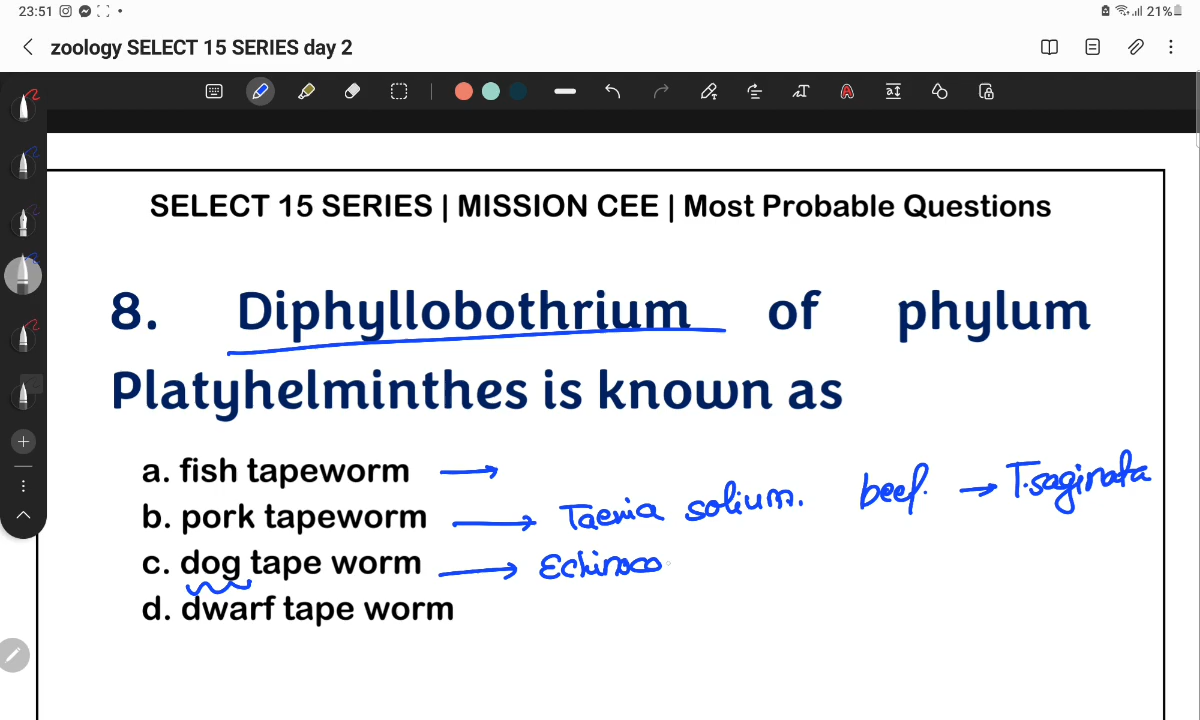 23:51 21%
zoology SELECT 15 SERIES day 2
SELECT 15 SERIES | MISSION CEE | Most Probable Questions
8. Diphyllobothrium of phylum
Platyhelminthes is known as
a. fish tapeworm
b. pork tapeworm → Taenia solium. beef. → T.saginata
c. dog tape worm → Echinoco
d. dwarf tape worm